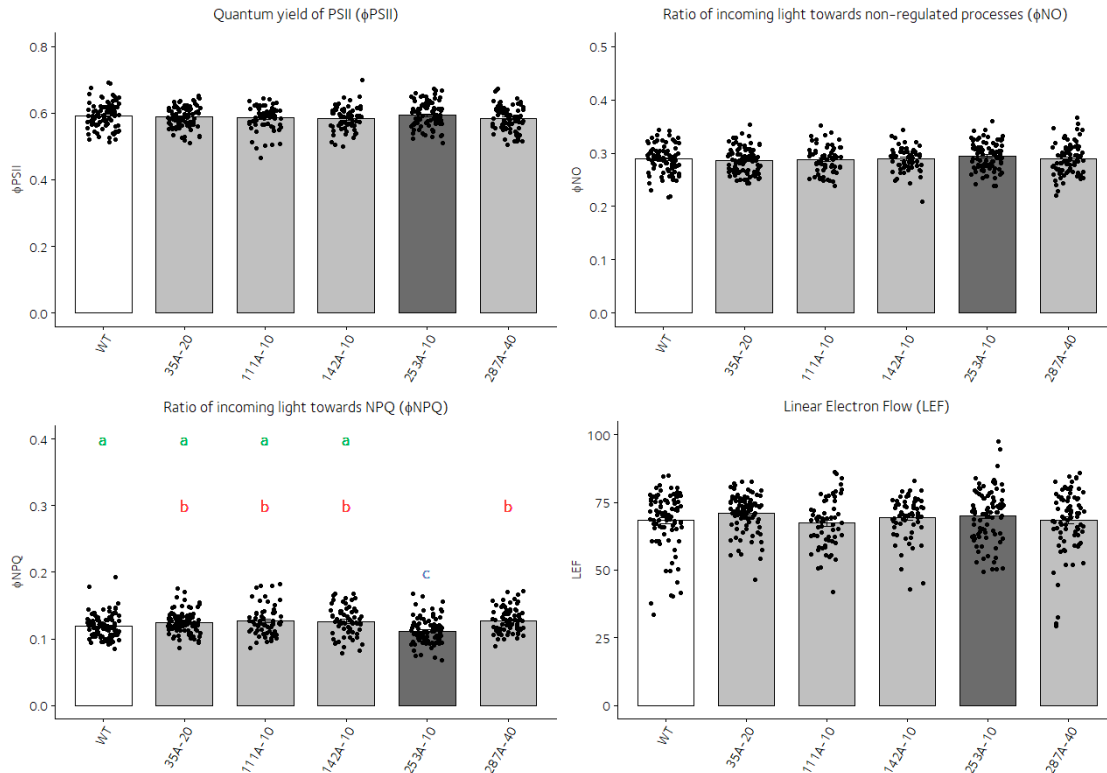 Quantum yield of PSII (ϕPSII)
0.8
0.6
0.4
0.2
0.0
ϕPSII
WT
35A-20
111A-10
142A-10
253A-10
287A-40
Ratio of incoming light towards non-regulated processes (ϕNO)
0.5
0.4
0.3
0.2
0.1
0.0
ϕNO
WT
35A-20
111A-10
142A-10
253A-10
287A-40
Ratio of incoming light towards NPQ (ϕNPQ)
0.4
0.3
0.2
0.1
0.0
ϕNPQ
a a a a
b b b b
c
WT
35A-20
111A-10
142A-10
253A-10
287A-40
Linear Electron Flow (LEF)
100
75
50
25
0
LEF
WT
35A-20
111A-10
142A-10
253A-10
287A-40